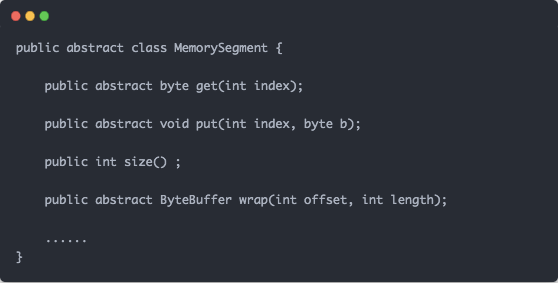 public abstract class MemorySegment {
public abstract byte get(int index);
public abstract void put(int index, byte b);
public int size() ;
public abstract ByteBuffer wrap(int offset, int length);
......
}